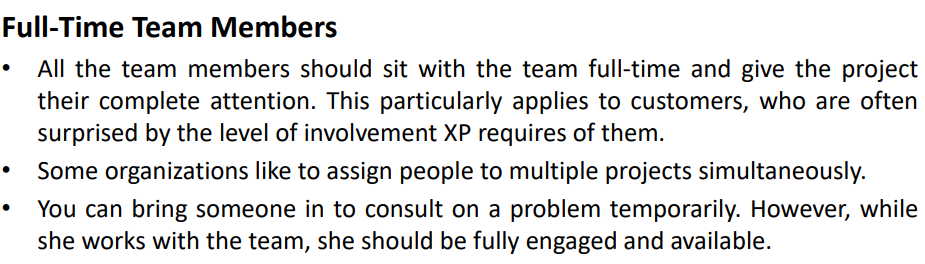 Full-Time Team Members
• All the team members should sit with the team full-time and give the project
their complete attention. This particularly applies to customers, who are often
surprised by the level of involvement XP requires of them.
• Some organizations like to assign people to multiple projects simultaneously.
• You can bring someone in to consult on a problem temporarily. However, while
she works with the team, she should be fully engaged and available.